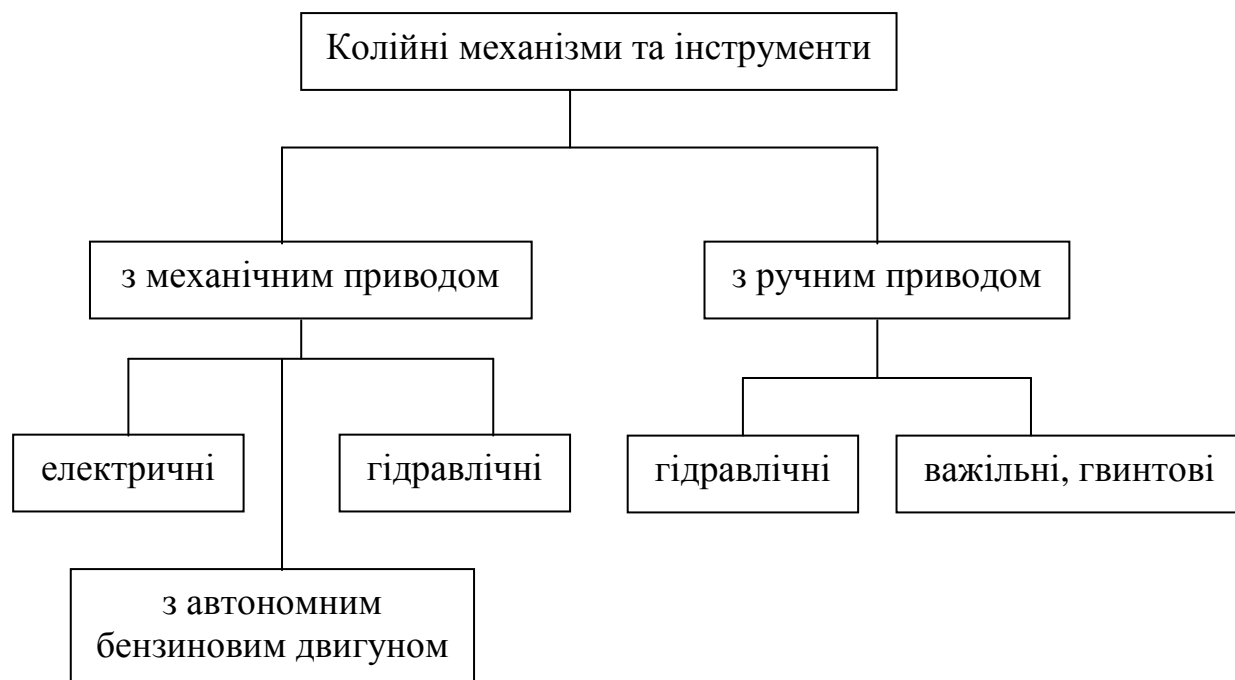 Колійні механізми та інструменти
з механічним приводом
з ручним приводом
електричні
гідравлічні
гідравлічні
важільні, гвинтові
з автономним
бензиновим двигуном